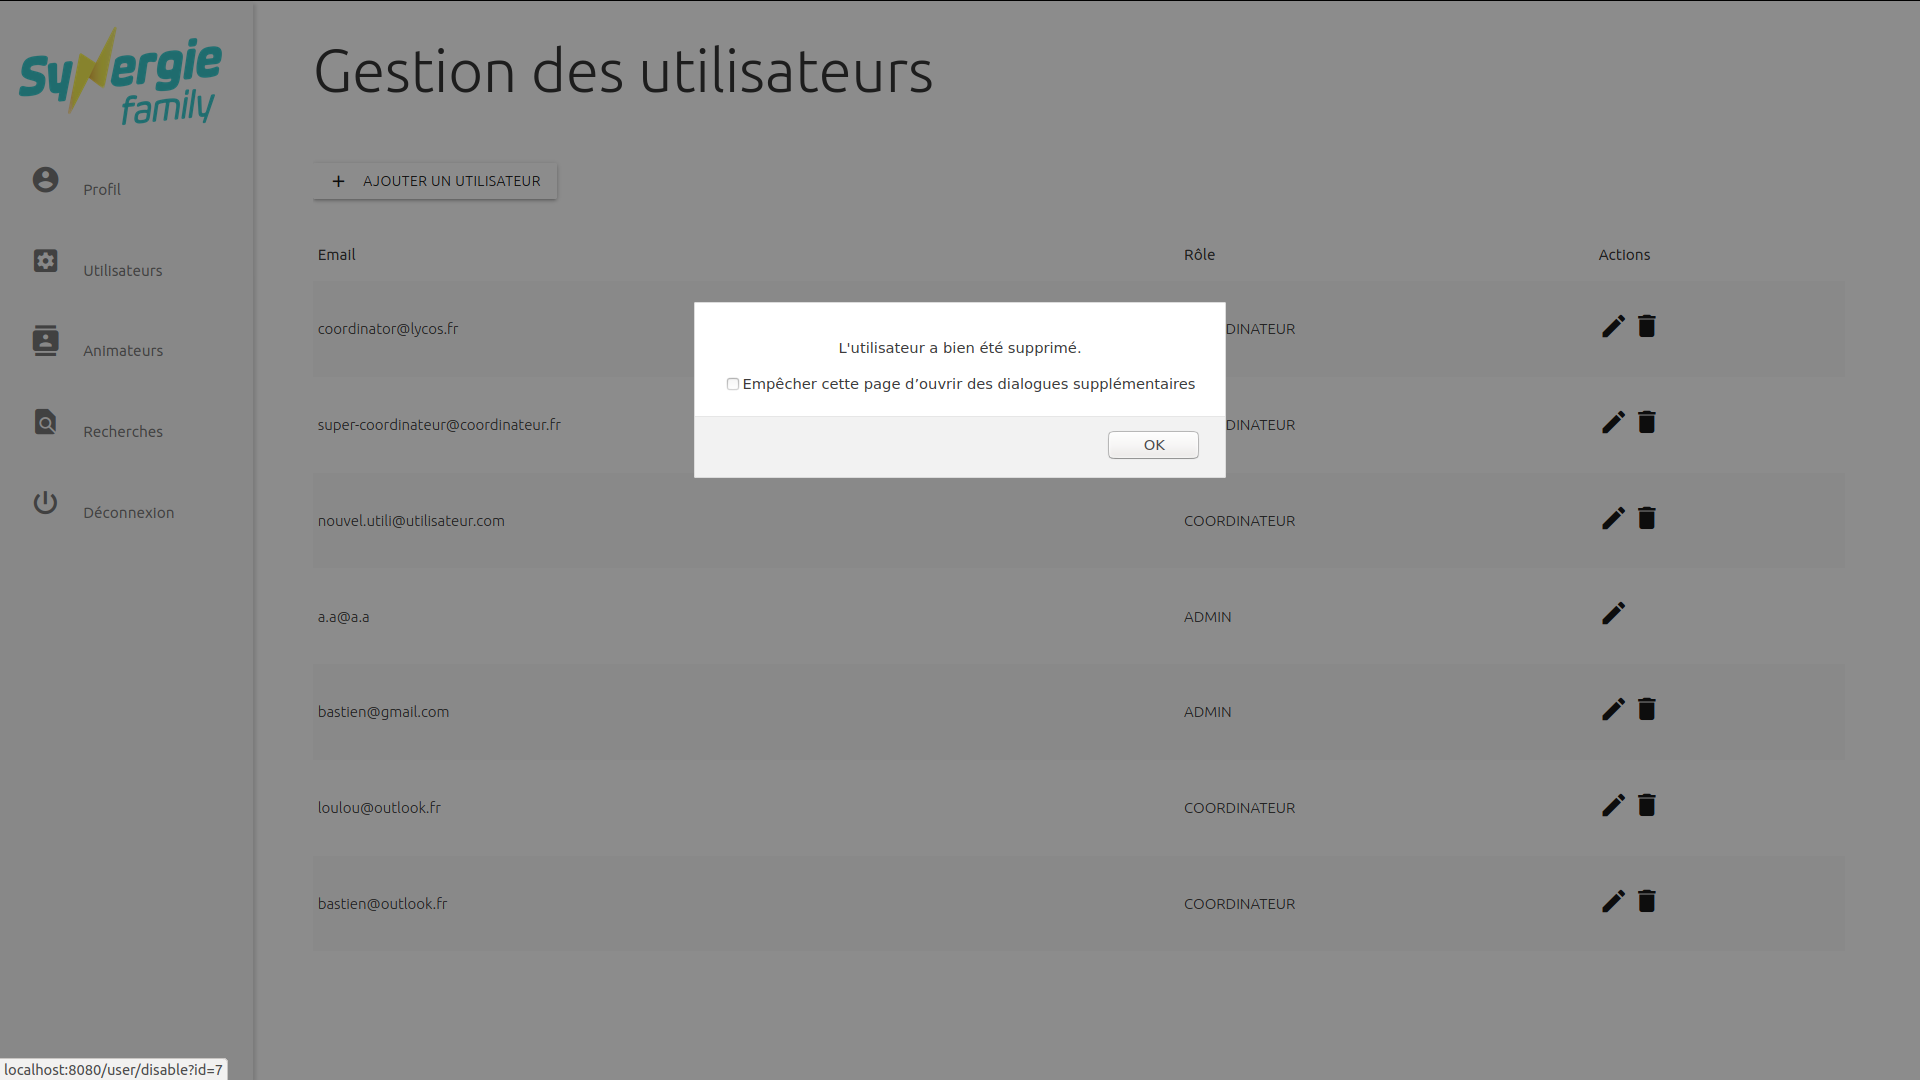 Synergie
family
Profil
Utilisateurs
Animateurs
Recherches
Déconnexion
Gestion des utilisateurs
+ AJOUTER UN UTILISATEUR
Email Rôle Actions
coordinator@lycos.fr DINATEUR
super-coordinateur@coordinateur.fr DINATEUR
nouvel.utili@utilisateur.com COORDINATEUR
a.a@a.a ADMIN
bastien@gmail.com ADMIN
loulou@outlook.fr COORDINATEUR
bastien@outlook.fr COORDINATEUR
L'utilisateur a bien été supprimé.
Empêcher cette page d’ouvrir des dialogues supplémentaires
OK
localhost:8080/user/disable?id=7